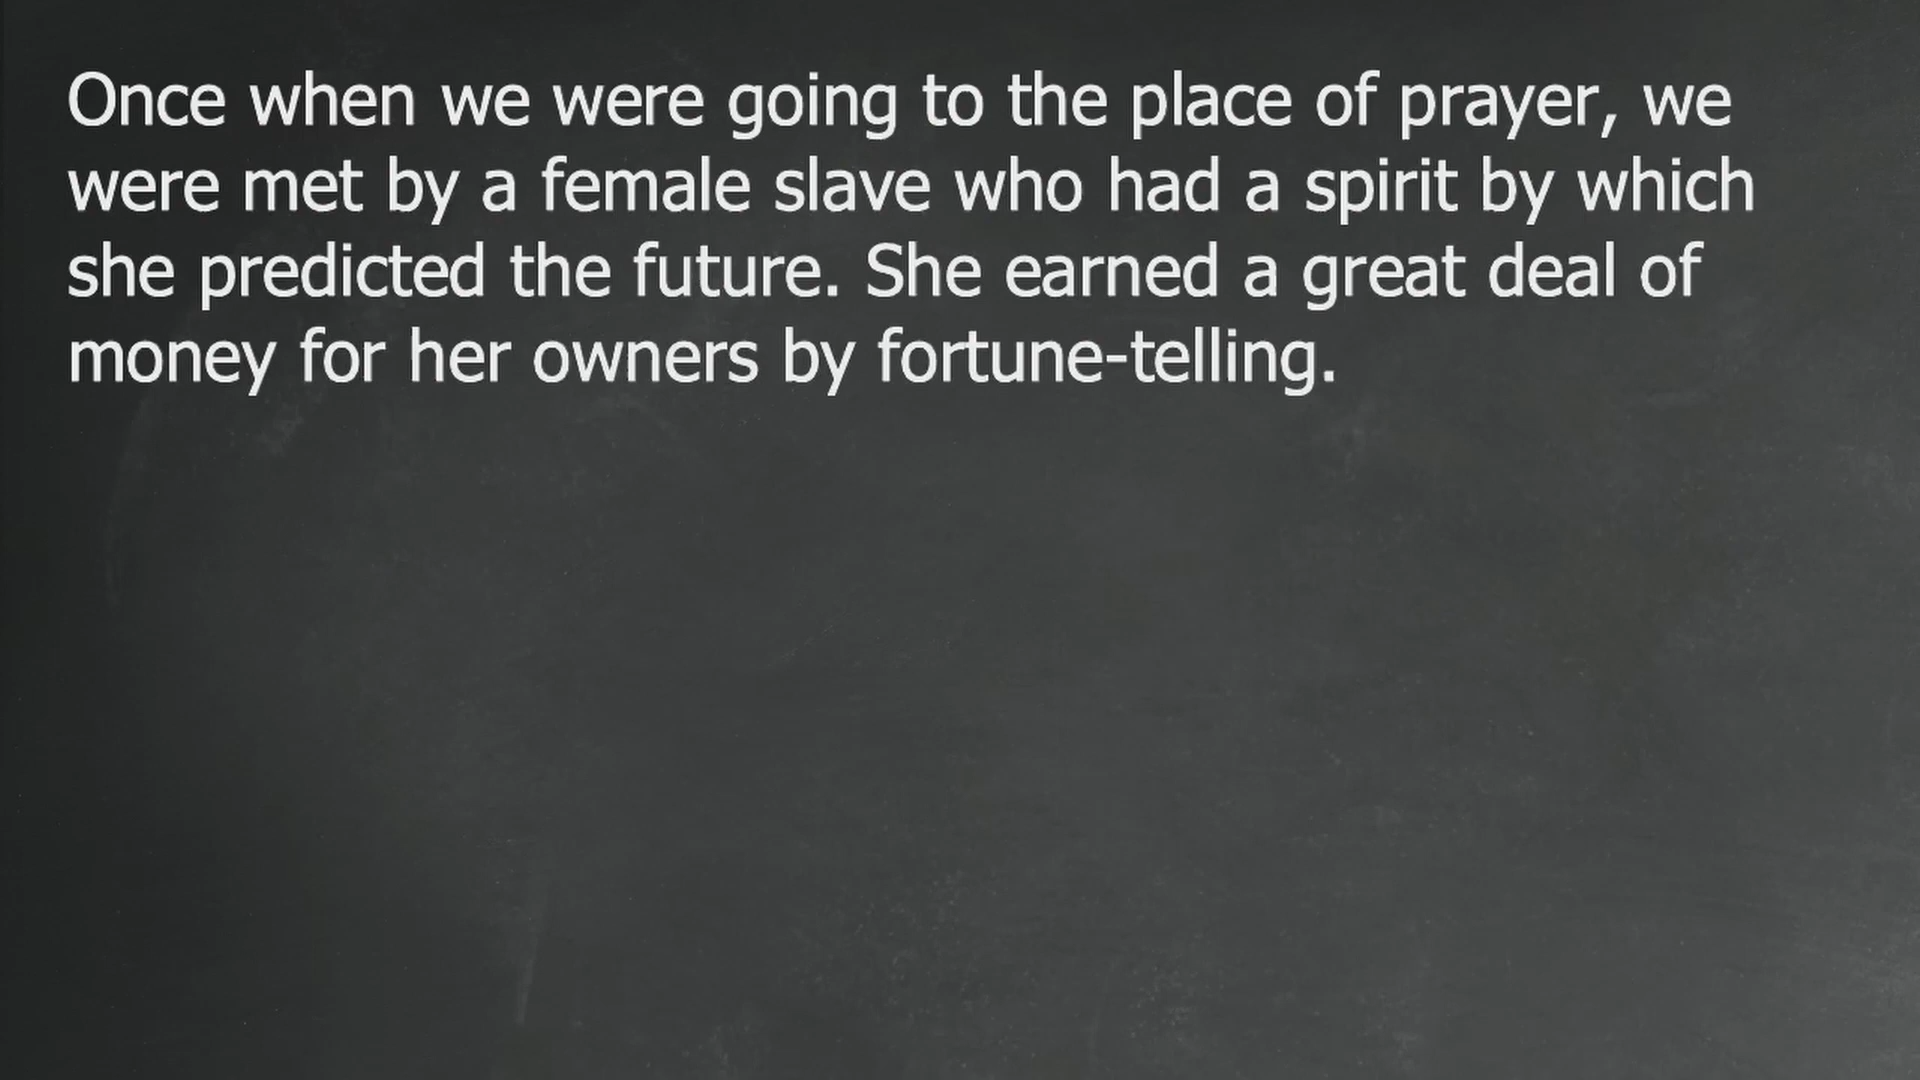 Once when we were going to the place of prayer, we
were met by a female slave who had a spirit by which
she predicted the future. She earned a great deal of
money for her owners by fortune-telling.